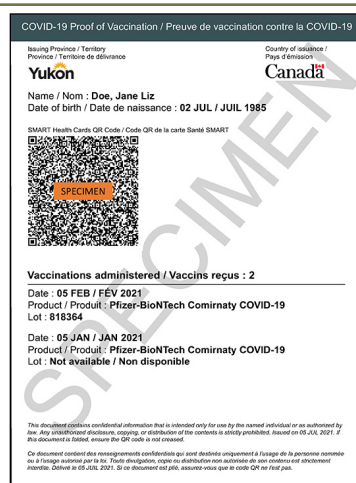 COVID-19 Proof of Vaccination / Preuve de vaccination contre la COVID-19
Issuing Province / Territory
Province / Territoire de délivrance
Country of issuance /
Pays d'émission
Yukon
Canada
Name / Nom : Doe, Jane Liz
Date of birth / Date de naissance : 02 JUL / JUIL 1985
SMART Health Cards QR Code / Code QR de la carte Santé SMART
SPECIMEN
SPECIMEN
Vaccinations administered / Vaccins reçus : 2
Date : 05 FEB / FÉV 2021
Product / Produit : Pfizer-BioNTech Comirnaty COVID-19
Lot : 818364
Date : 05 JAN / JAN 2021
Product / Produit : Pfizer-BioNTech Comirnaty COVID-19
Lot : Not available / Non disponible
This document contains confidential information that is intended only for use by the named individual or as authorized by
law. Any unauthorized disclosure, copying, or distribution of the contents is strictly prohibited. Issued on 05 JUL 2021. If
this document is folded, ensure the QR code is not creased.
Ce document contient des renseignements confidentiels qui sont destinés uniquement à l'usage de la personne nommée
ou à l'usage autorisé par la loi. Toute divulgation, copie ou distribution non autorisée de son contenu est strictement
interdite. Délivré le 05 JUIL 2021. Si ce document est plié, assurez-vous que le code QR ne l'est pas.